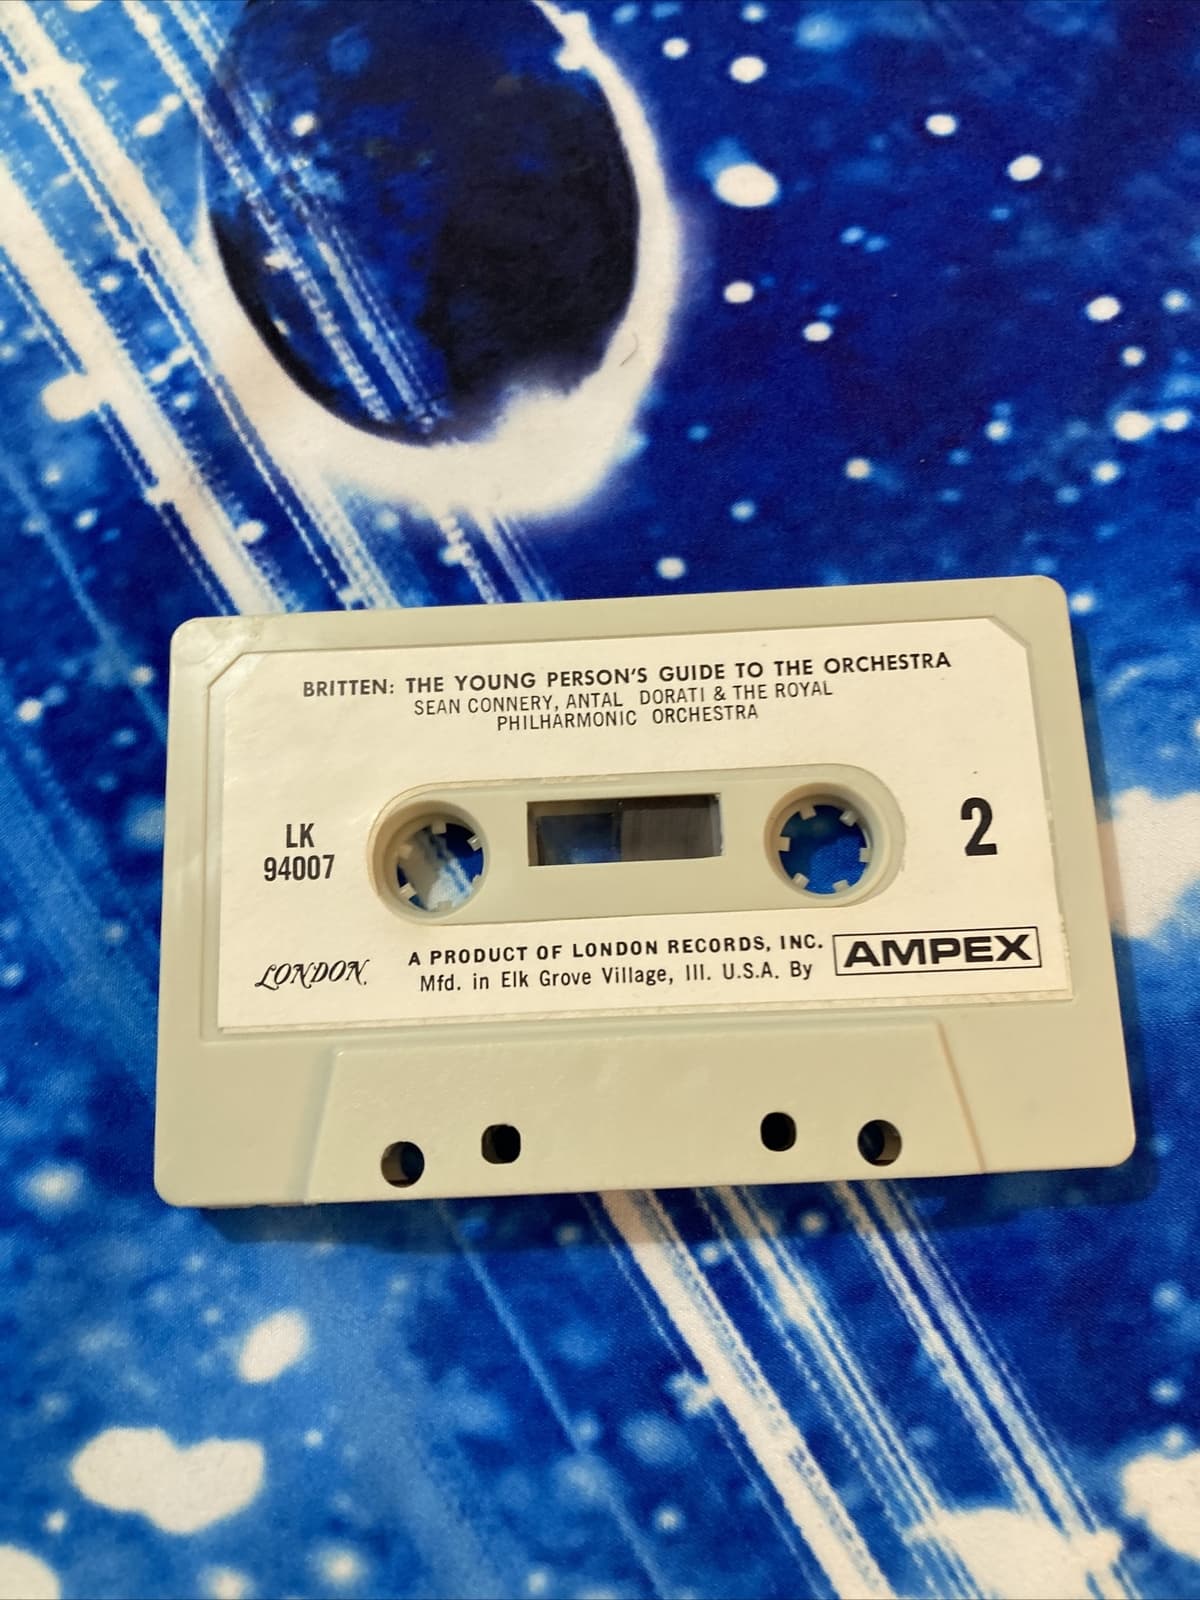 BRITTEN: THE YOUNG PERSON'S GUIDE TO THE ORCHESTRA
SEAN CONNERY, ANTAL DORATI & THE ROYAL
PHILHARMONIC ORCHESTRA
LK
94007
2
LONDON.
A PRODUCT OF LONDON RECORDS, INC.
Mfd. in Elk Grove Village, Ill. U.S.A. By
AMPEX